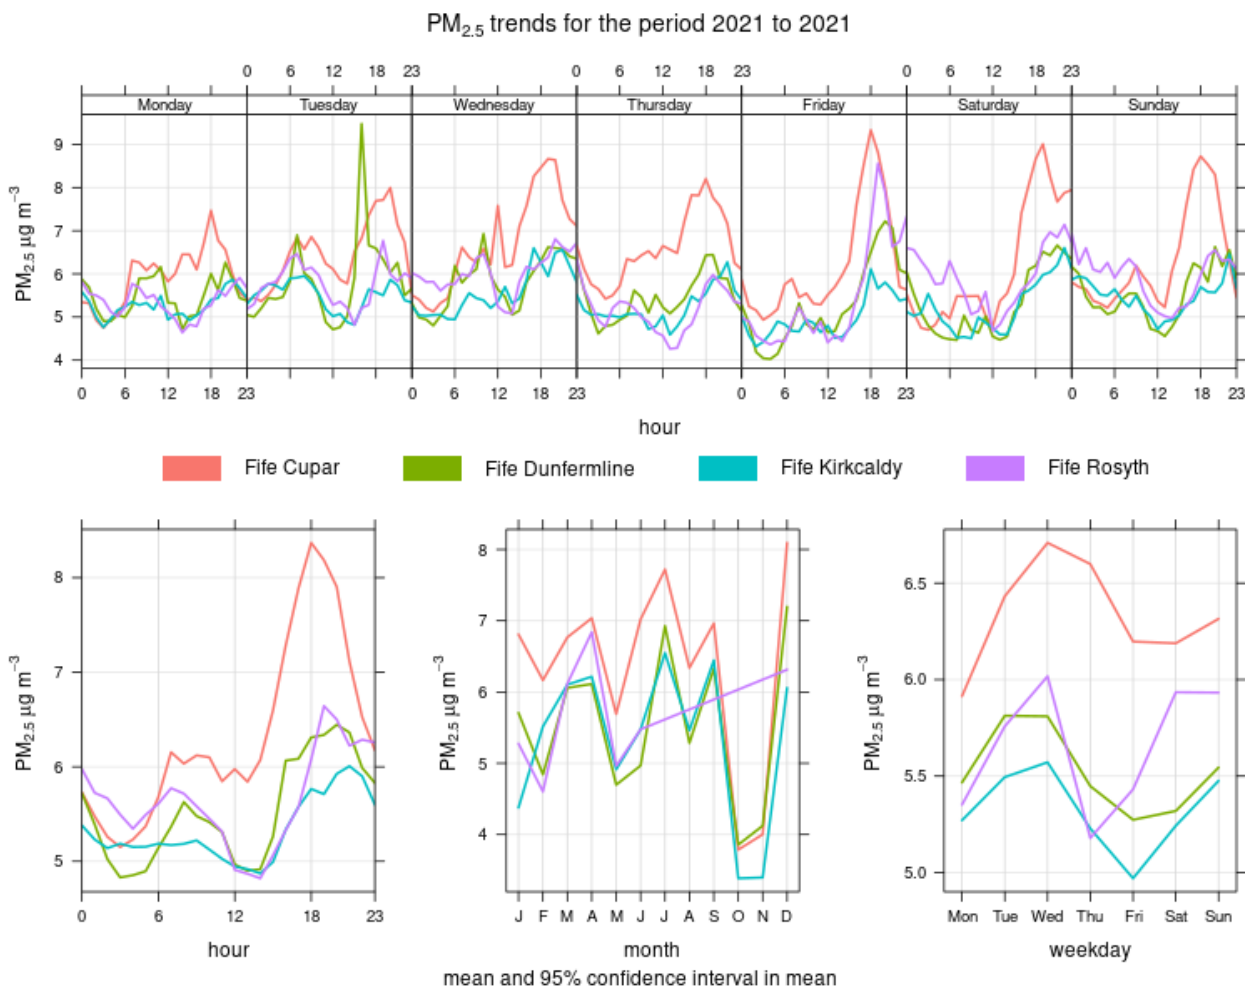 PM2.5 trends for the period 2021 to 2021
0 6 12 18 23 0 6 12 18 23 0 6 12 18 23
Monday Tuesday Wednesday Thursday Friday Saturday Sunday
9
8
7
6
5
4
PM2.5 μg m−3
0 6 12 18 23 0 6 12 18 23 0 6 12 18 23 0 6 12 18 23
hour
Fife Cupar Fife Dunfermline Fife Kirkcaldy Fife Rosyth
8
7
6
5
PM2.5 μg m−3
0 6 12 18 23
hour
8
7
6
5
4
PM2.5 μg m−3
J F M A M J J A S O N D
month
6.5
6.0
5.5
5.0
PM2.5 μg m−3
Mon Tue Wed Thu Fri Sat Sun
weekday
mean and 95% confidence interval in mean